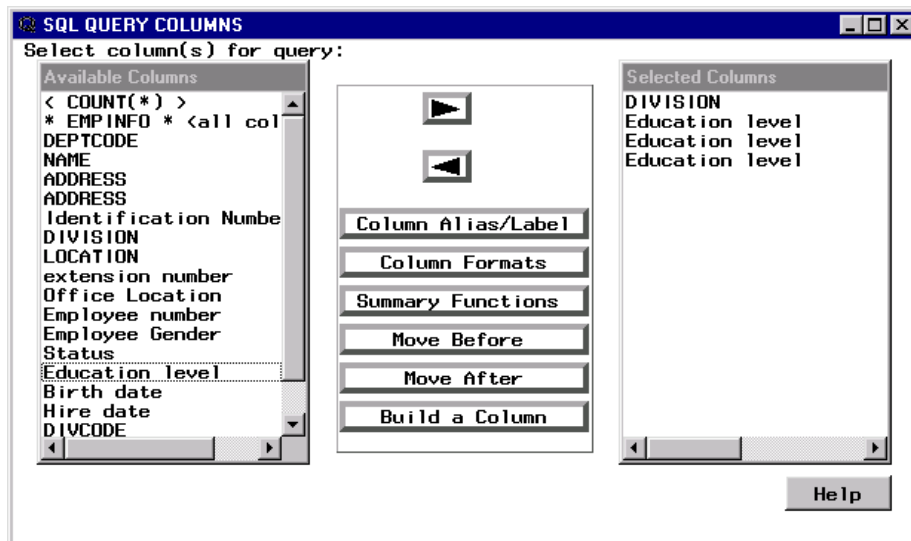 SQL QUERY COLUMNS
Select column(s) for query:
Available Columns
< COUNT(*) >
* EMPINFO * <all col
DEPTCODE
NAME
ADDRESS
ADDRESS
Identification Numbe
DIVISION
LOCATION
extension number
Office Location
Employee number
Employee Gender
Status
Education level
Birth date
Hire date
DIVCODE
Column Alias/Label
Column Formats
Summary Functions
Move Before
Move After
Build a Column
Selected Columns
DIVISION
Education level
Education level
Education level
Help